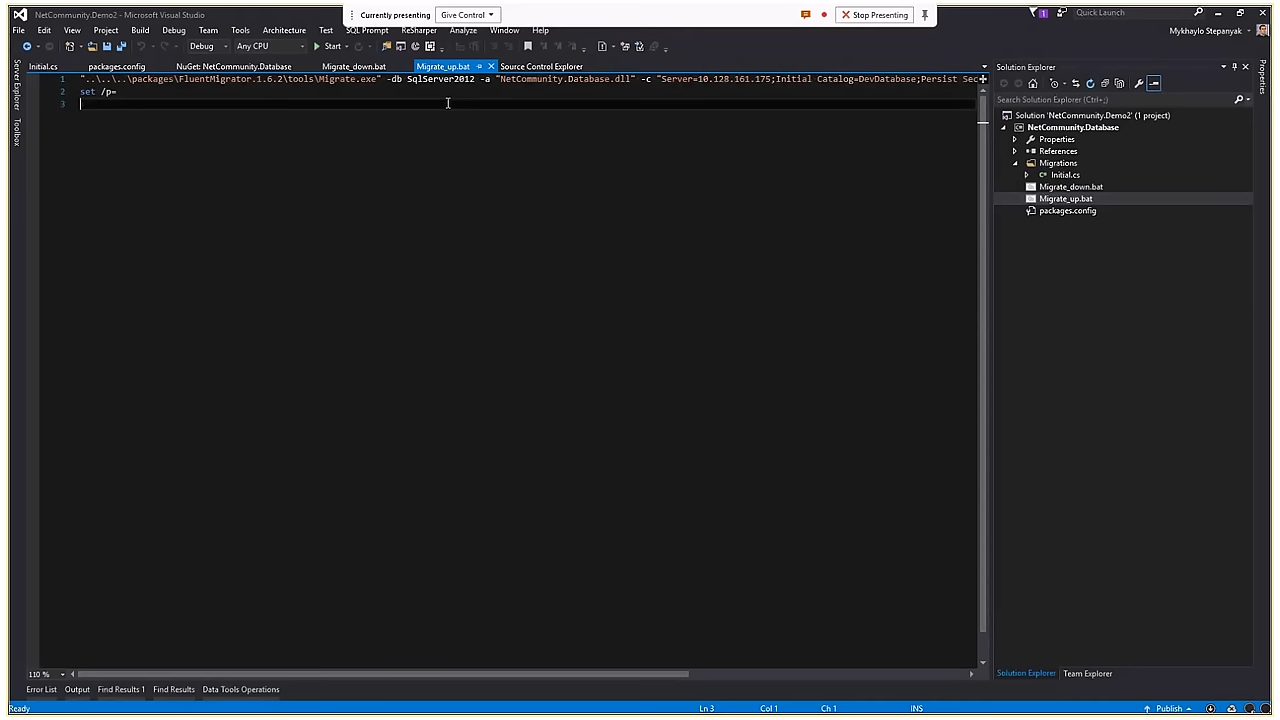 NetCommunity.Demo2 - Microsoft Visual Studio
Currently presenting
Give Control
Stop Presenting
1
Quick Launch
File Edit View Project Build Debug Team Tools Architecture Test SQL Prompt ReSharper Analyze Window Help
Mykhaylo Stepanyak
Debug Any CPU Start
Initial.cs packages.config NuGet: NetCommunity.Database Migrate_down.bat Migrate_up.bat Source Control Explorer
Server Explorer
Toolbox
1 "..\..\..\packages\FluentMigrator.1.6.2\tools\Migrate.exe" -db SqlServer2012 -a "NetCommunity.Database.dll" -c "Server=10.128.161.175;Initial Catalog=DevDatabase;Persist Sec
2 set /p=
3
Solution Explorer
Search Solution Explorer (Ctrl+;)
Solution 'NetCommunity.Demo2' (1 project)
NetCommunity.Database
Properties
References
Migrations
Initial.cs
Migrate_down.bat
Migrate_up.bat
packages.config
Properties
110 %
Solution Explorer Team Explorer
Error List Output Find Results 1 Find Results Data Tools Operations
Ready Ln 3 Col 1 Ch 1 INS Publish